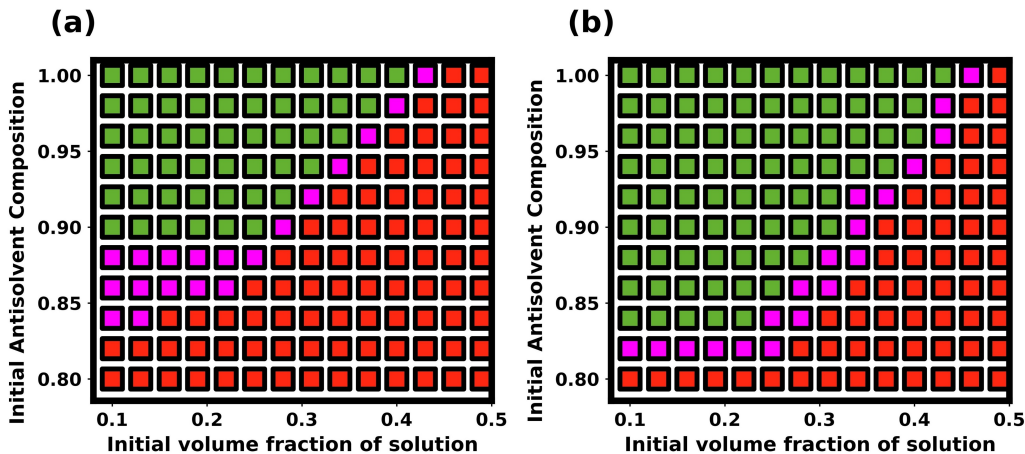 (a)
Initial Antisolvent Composition
1.00
0.95
0.90
0.85
0.80
0.1 0.2 0.3 0.4 0.5
Initial volume fraction of solution
(b)
Initial Antisolvent Composition
1.00
0.95
0.90
0.85
0.80
0.1 0.2 0.3 0.4 0.5
Initial volume fraction of solution